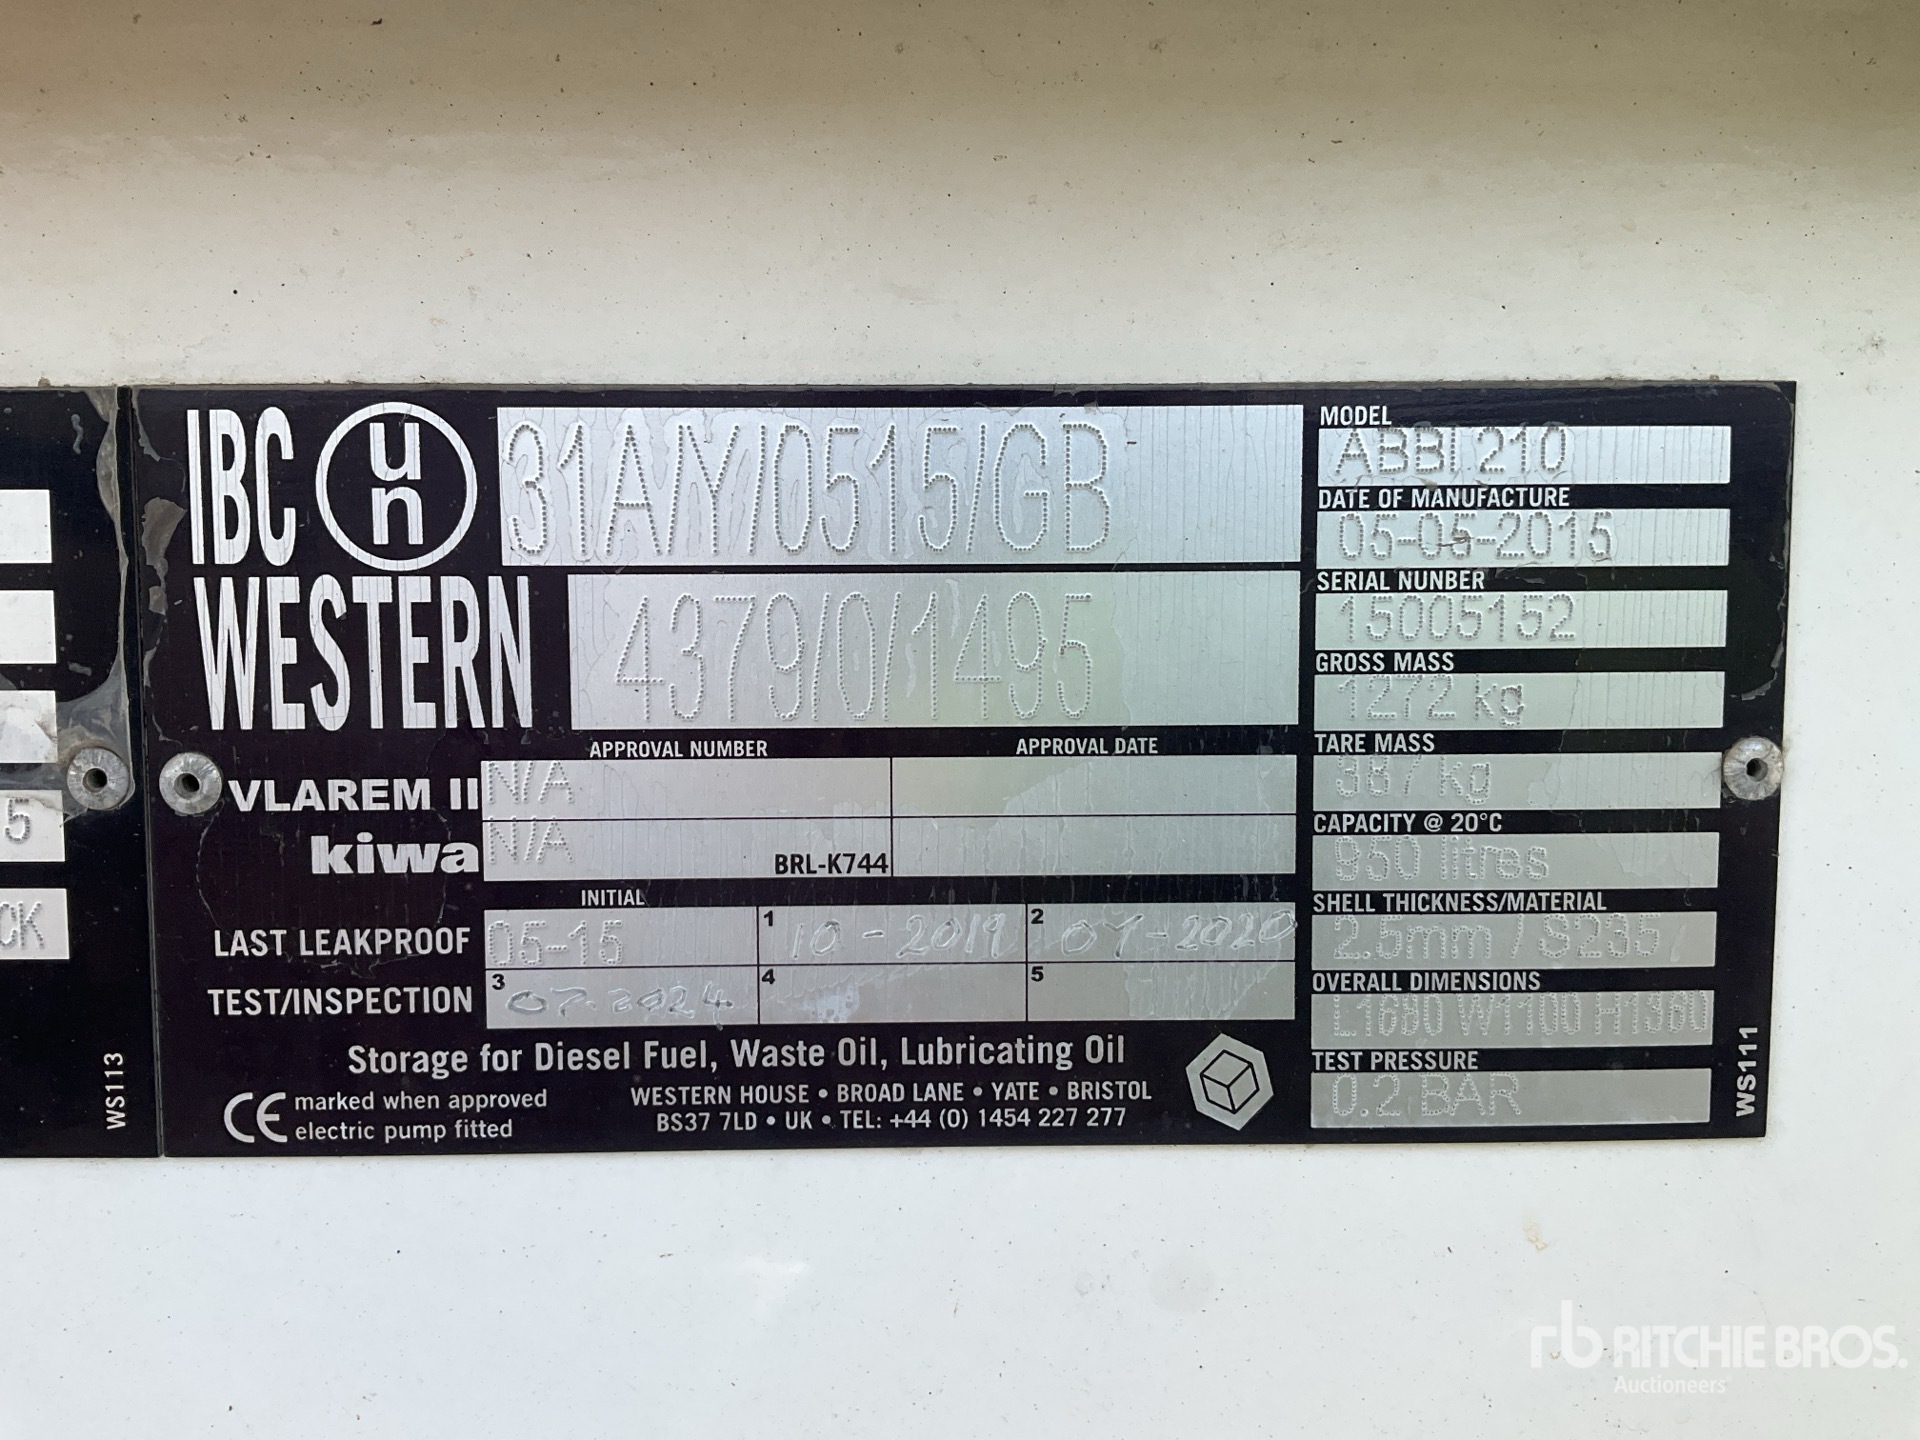 5
CK
WS113
IBC un 31A/Y/0515/GB
WESTERN 4379/0/1495
APPROVAL NUMBER APPROVAL DATE
VLAREM II N/A
kiwa N/A BRL-K744
INITIAL
LAST LEAKPROOF 05-15 1 10-2019 2 07-2020
TEST/INSPECTION 3 07.2024 4 5
Storage for Diesel Fuel, Waste Oil, Lubricating Oil
CE marked when approved
electric pump fitted
WESTERN HOUSE • BROAD LANE • YATE • BRISTOL
BS37 7LD • UK • TEL: +44 (0) 1454 227 277
MODEL
ABBI 210
DATE OF MANUFACTURE
05-05-2015
SERIAL NUNBER
15005152
GROSS MASS
1272 kg
TARE MASS
387 kg
CAPACITY @ 20°C
950 litres
SHELL THICKNESS/MATERIAL
2.5mm / S235
OVERALL DIMENSIONS
L1680 W1100 H1360
TEST PRESSURE
0.2 BAR
WS111
rb RITCHIE BROS.
Auctioneers